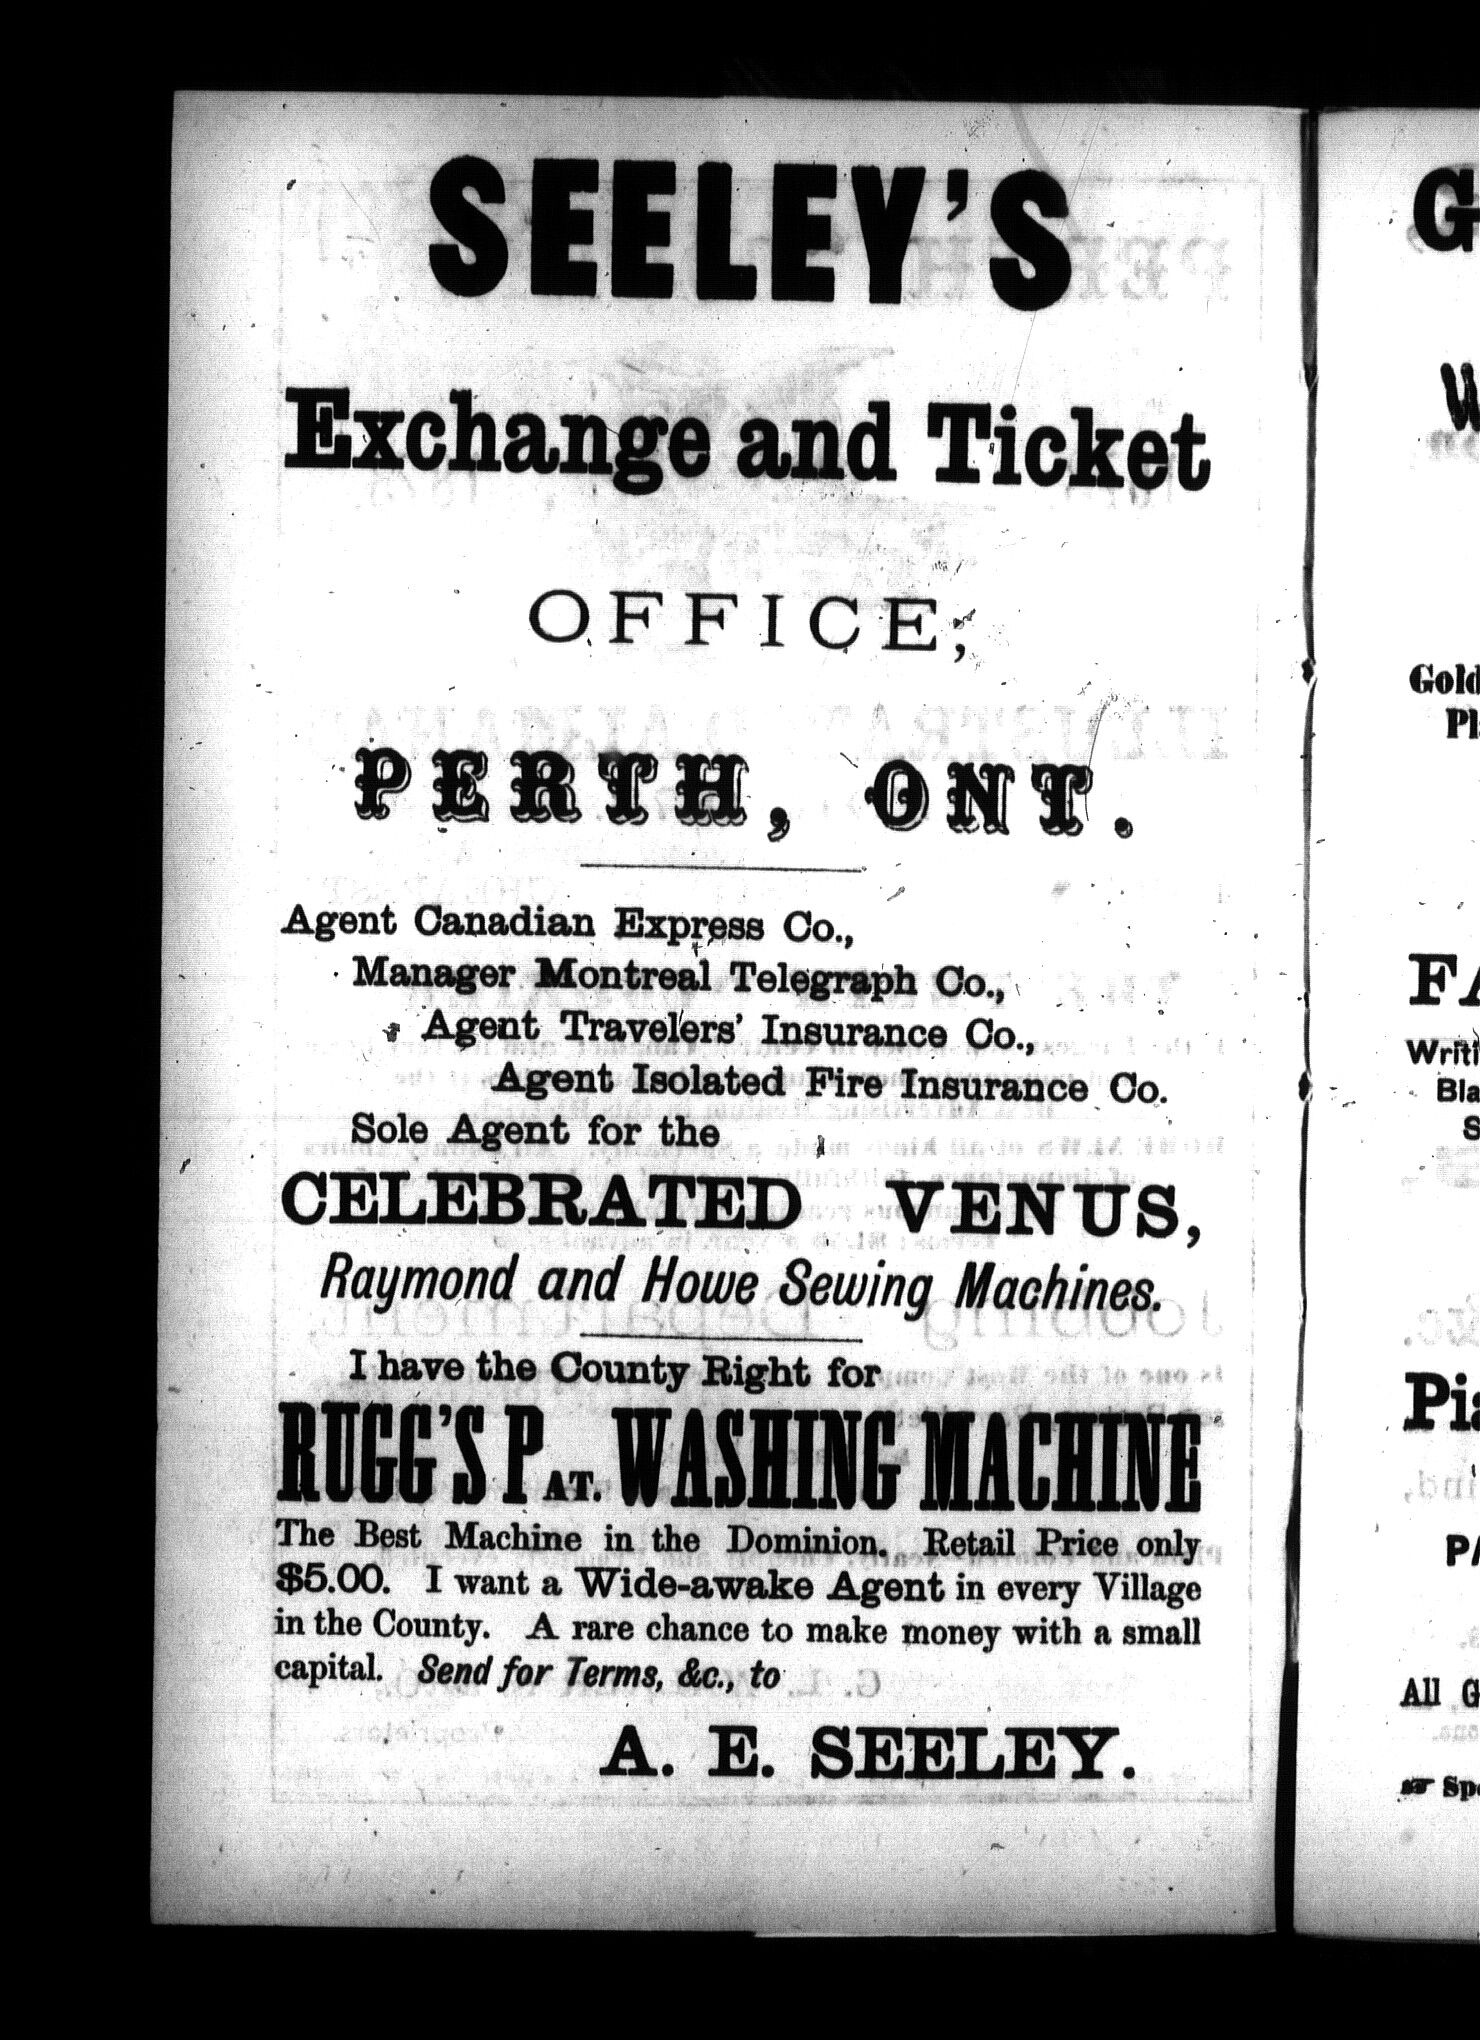 SEELEY'S
Exchange and Ticket
OFFICE,
PERTH, ONT.
Agent Canadian Express Co.,
Manager Montreal Telegraph Co.,
Agent Travelers' Insurance Co.,
Agent Isolated Fire Insurance Co.
Sole Agent for the
CELEBRATED VENUS,
Raymond and Howe Sewing Machines.
I have the County Right for
RUGG'S PAT. WASHING MACHINE
The Best Machine in the Dominion. Retail Price only
$5.00. I want a Wide-awake Agent in every Village
in the County. A rare chance to make money with a small
capital. Send for Terms, &c., to
A. E. SEELEY.
Gold
All